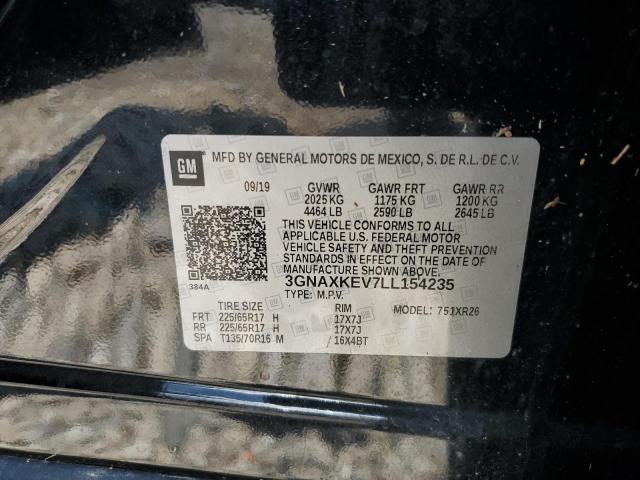 GM MFD BY GENERAL MOTORS DE MEXICO, S. DE R.L. DE C.V.
09/19 GVWR GAWR FRT GAWR RR
2025 KG 1175 KG 1200 KG
4464 LB 2590 LB 2645 LB
THIS VEHICLE CONFORMS TO ALL
APPLICABLE U.S. FEDERAL MOTOR
VEHICLE SAFETY AND THEFT PREVENTION
STANDARDS IN EFFECT ON THE DATE OF
MANUFACTURE SHOWN ABOVE.
384A 3GNAXKEV7LL154235
TYPE: M.P.V.
TIRE SIZE RIM MODEL: 751XR26
FRT 225/65R17 H 17X7J
RR 225/65R17 H 17X7J
SPA T135/70R16 M 16X4BT